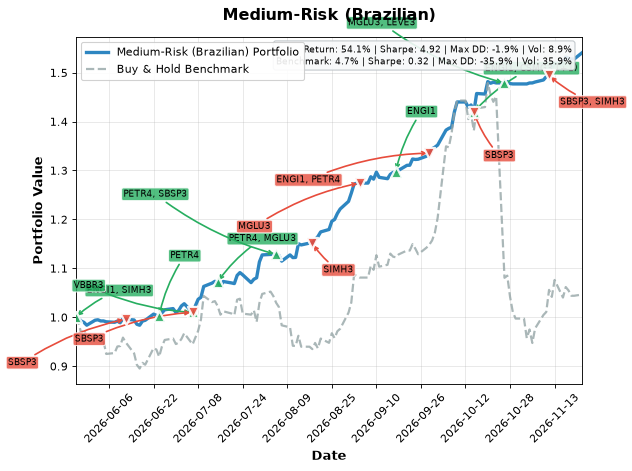 Medium-Risk (Brazilian)
MGLU3, LEVE3
Medium-Risk (Brazilian) Portfolio
Buy & Hold Benchmark
Return: 54.1% | Sharpe: 4.92 | Max DD: -1.9% | Vol: 8.9%
Benchmark: 4.7% | Sharpe: 0.32 | Max DD: -35.9% | Vol: 35.9%
SBSP3, SIMH3
ENGI1
SBSP3
ENGI1, PETR4
PETR4, SBSP3
MGLU3
PETR4, MGLU3
PETR4
SIMH3
VBBR3
SIMH3
SBSP3
SBSP3
Portfolio Value
1.5
1.4
1.3
1.2
1.1
1.0
0.9
2026-06-06
2026-06-22
2026-07-08
2026-07-24
2026-08-09
2026-08-25
2026-09-10
2026-09-26
2026-10-12
2026-10-28
2026-11-13
Date